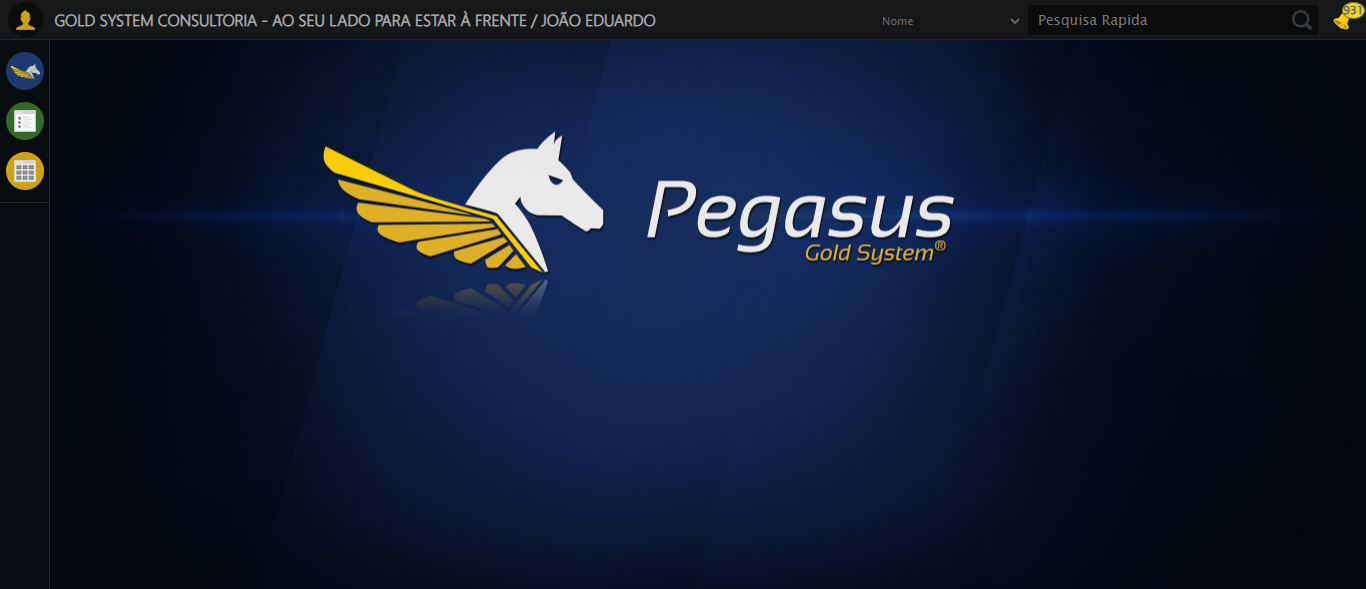 GOLD SYSTEM CONSULTORIA - AO SEU LADO PARA ESTAR À FRENTE / JOÃO EDUARDO
Nome
Pesquisa Rapida
931
Pegasus
Gold System®